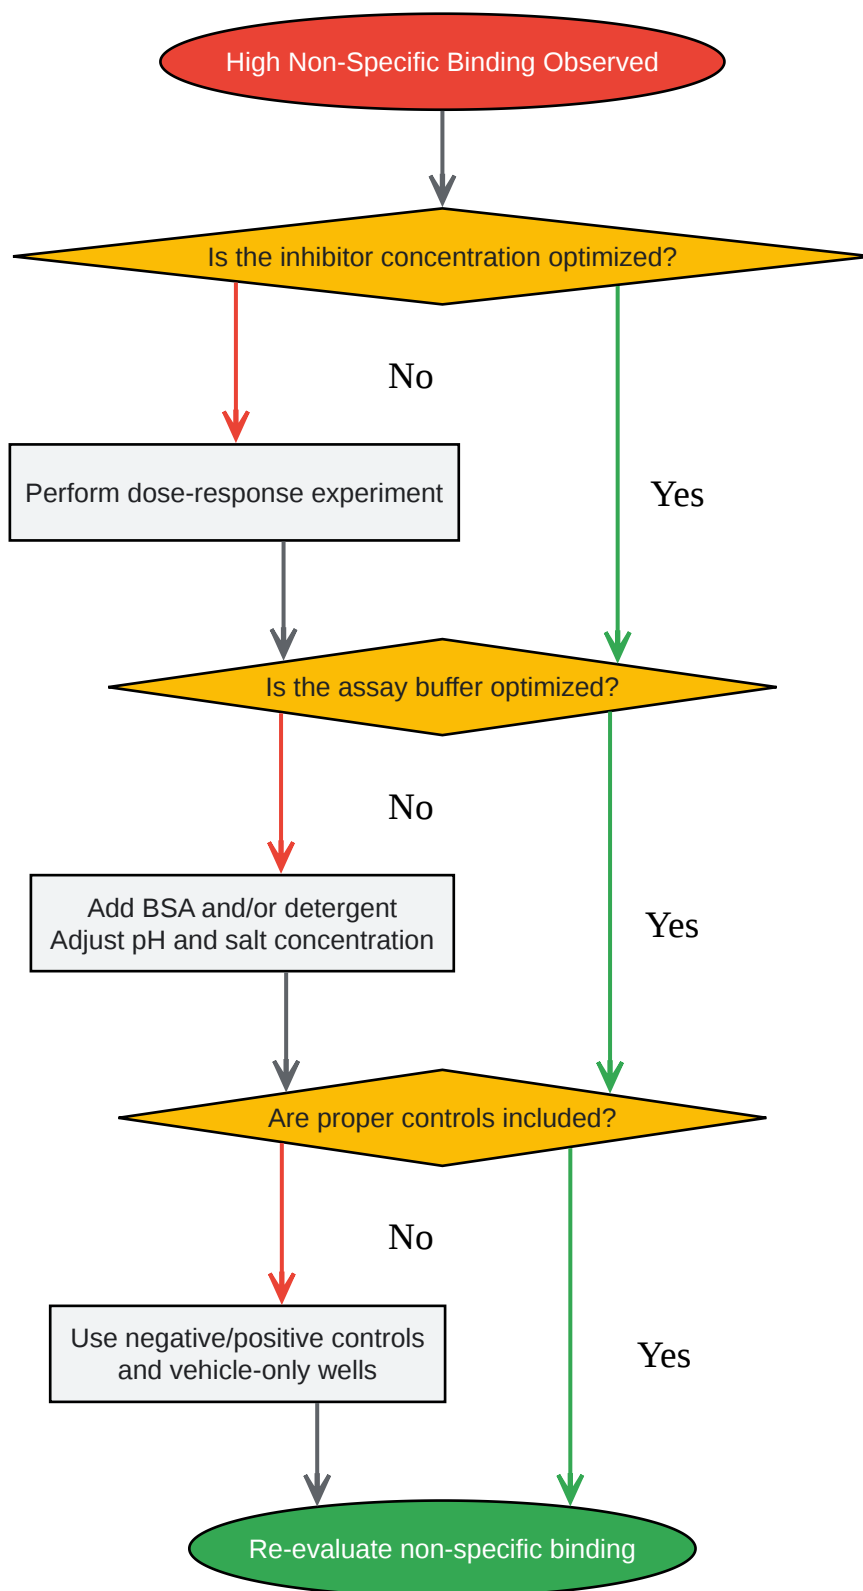 High Non-Specific Binding Observed
Is the inhibitor concentration optimized?
No
Perform dose-response experiment
Yes
Is the assay buffer optimized?
No
Add BSA and/or detergent
Adjust pH and salt concentration
Yes
Are proper controls included?
No
Use negative/positive controls
and vehicle-only wells
Yes
Re-evaluate non-specific binding